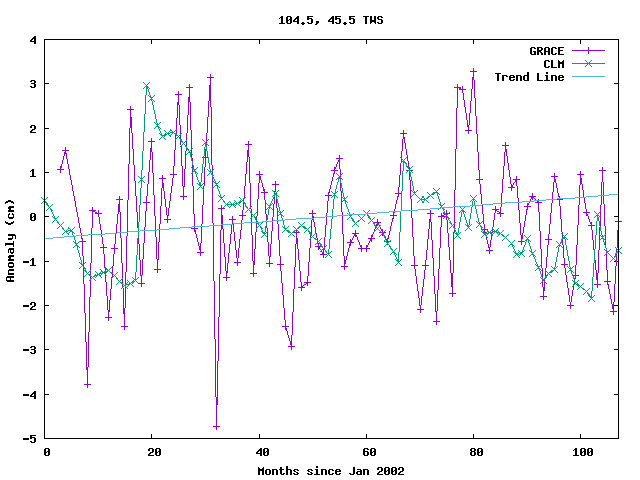 104.5, 45.5 TWS
GRACE
CLM
Trend Line
4
3
2
1
0
-1
-2
-3
-4
-5
Anomaly (cm)
0 20 40 60 80 100
Months since Jan 2002